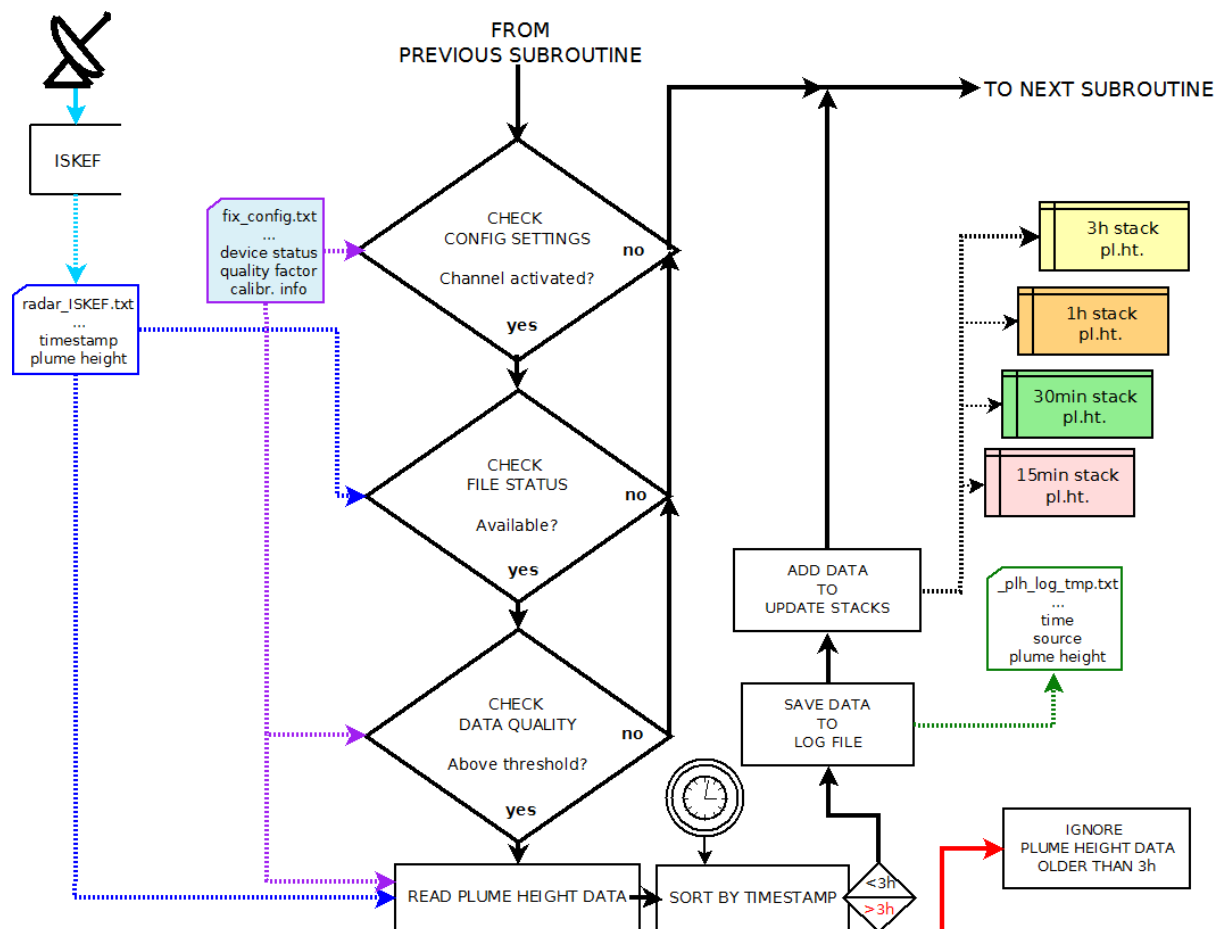 FROM
PREVIOUS SUBROUTINE
TO NEXT SUBROUTINE
ISKEF
fix_config.txt
...
device status
quality factor
calibr. info
CHECK
CONFIG SETTINGS
no
Channel activated?
yes
radar_ISKEF.txt
...
timestamp
plume height
3h stack
pl.ht.
1h stack
pl.ht.
30min stack
pl.ht.
15min stack
pl.ht.
CHECK
FILE STATUS
no
Available?
yes
ADD DATA
TO
UPDATE STACKS
_plh_log_tmp.txt
...
time
source
plume height
CHECK
DATA QUALITY
no
Above threshold?
yes
SAVE DATA
TO
LOG FILE
READ PLUME HEIGHT DATA
SORT BY TIMESTAMP
<3h
>3h
IGNORE
PLUME HEIGHT DATA
OLDER THAN 3h